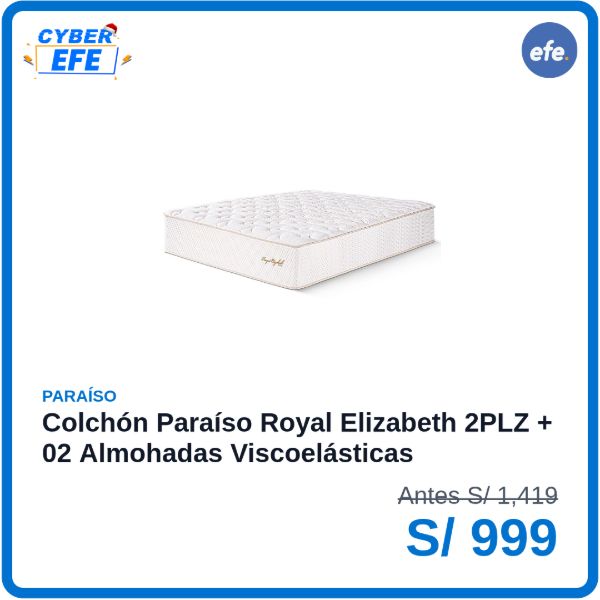 CYBER
EFE
efe.
PARAÍSO
Colchón Paraíso Royal Elizabeth 2PLZ +
02 Almohadas Viscoelásticas
Antes S/ 1,419
S/ 999